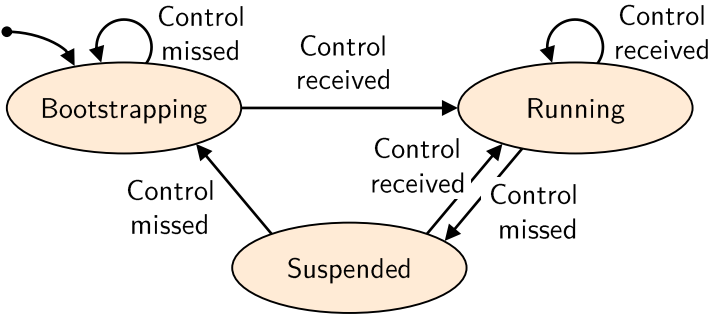 Control
missed
Control
received
Control
received
Bootstrapping
Running
Control
received
Control
missed
Control
missed
Suspended